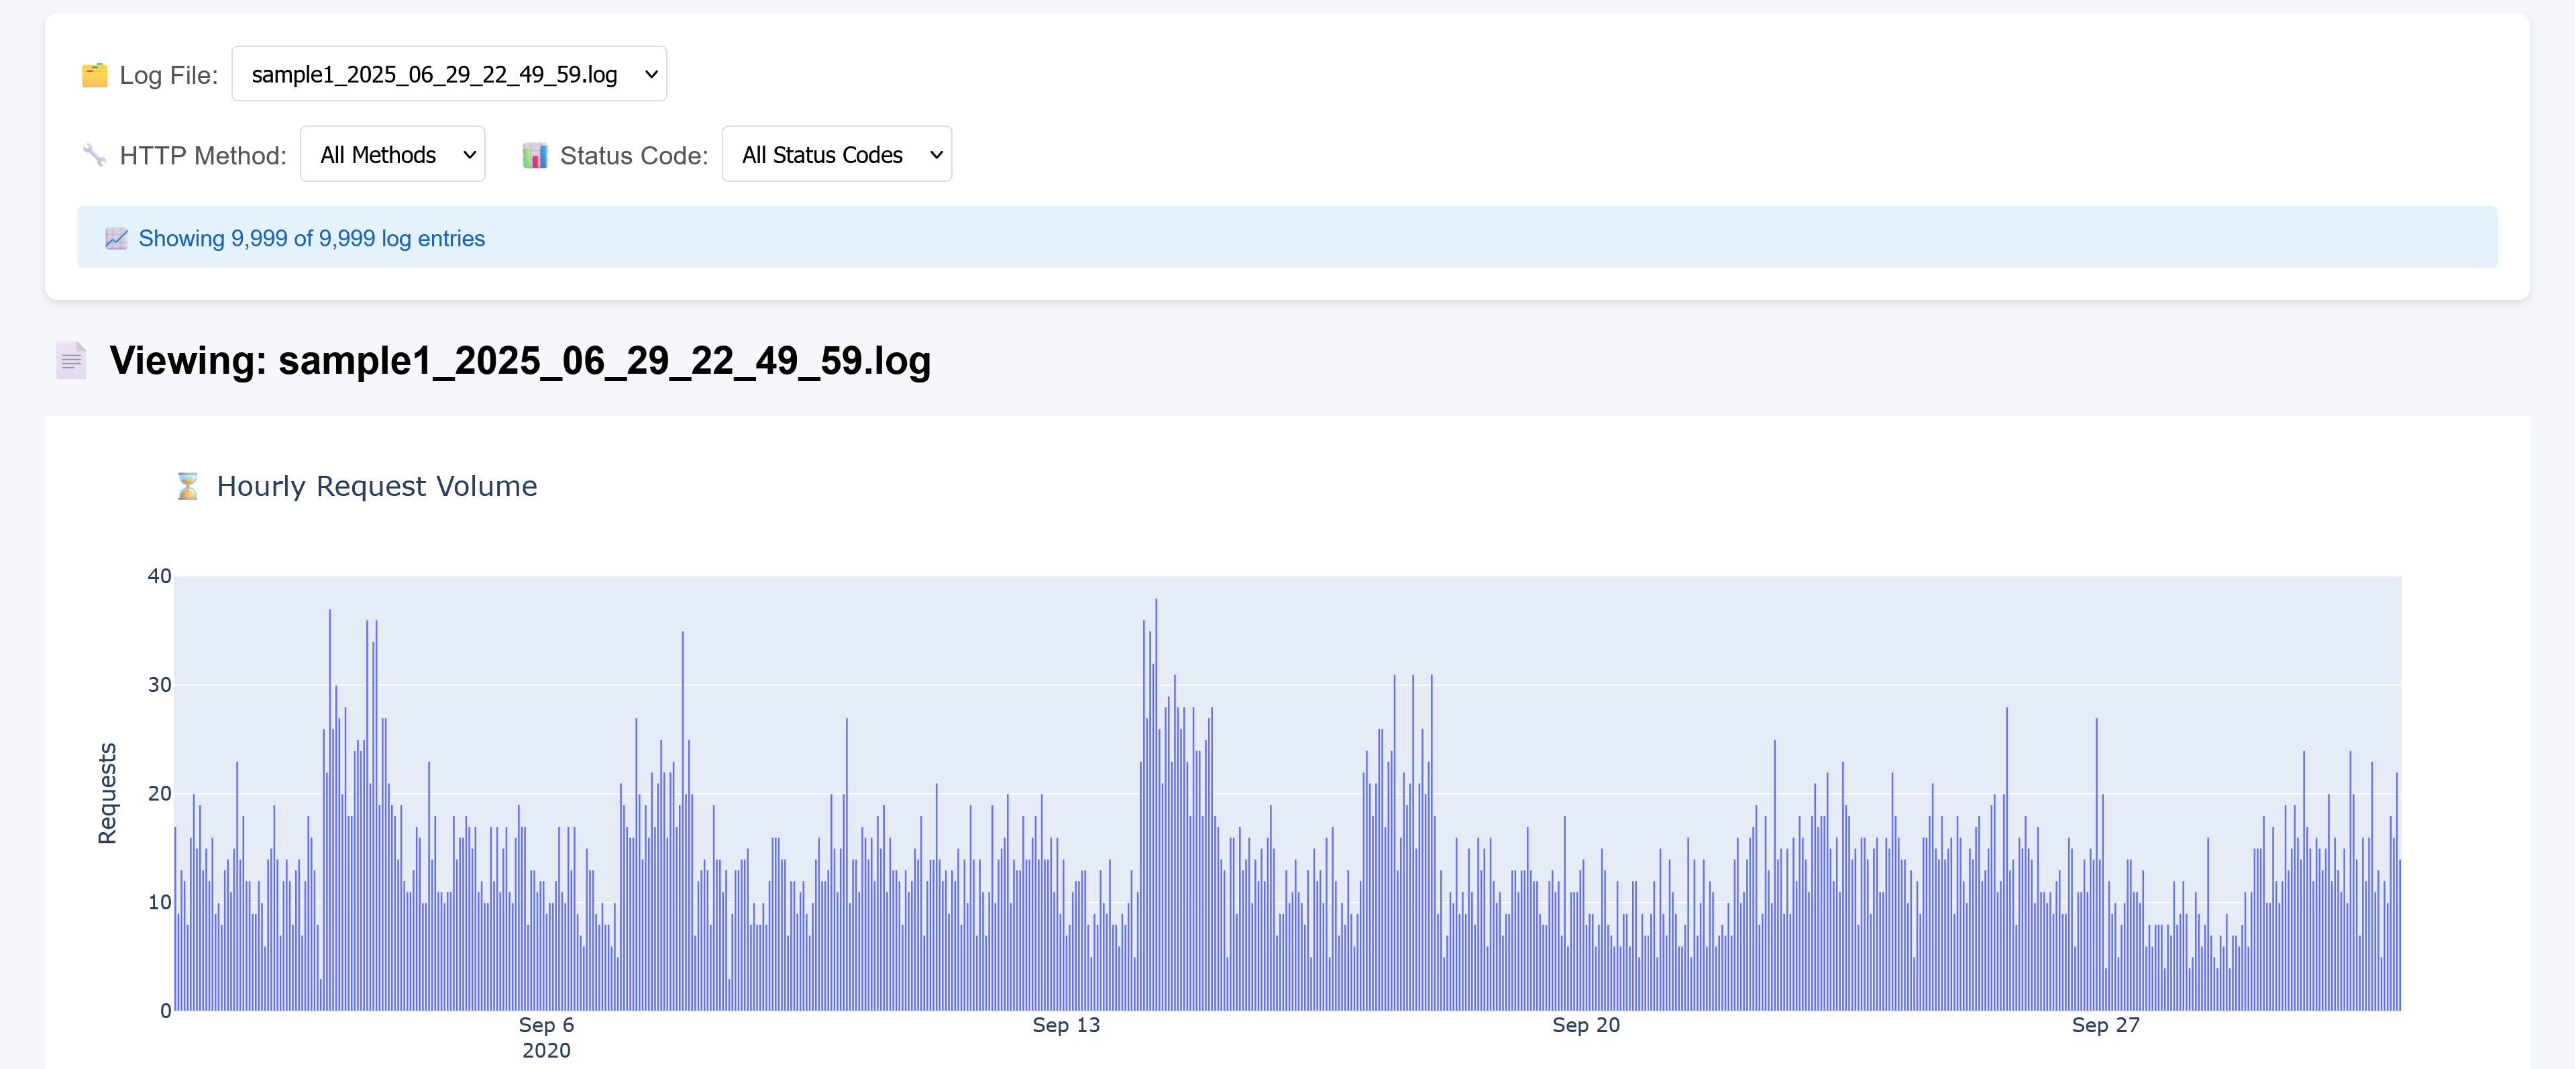 Log File: sample1_2025_06_29_22_49_59.log
HTTP Method: All Methods Status Code: All Status Codes
Showing 9,999 of 9,999 log entries
Viewing: sample1_2025_06_29_22_49_59.log
Hourly Request Volume
40
30
20
10
0
Requests
Sep 6 Sep 13 Sep 20 Sep 27
2020